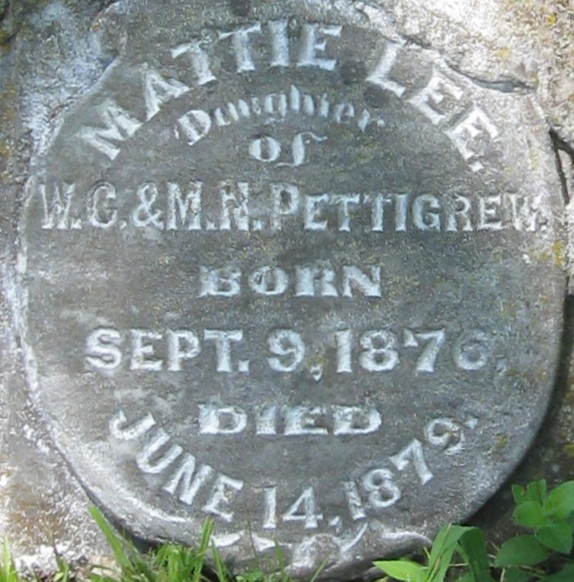 MATTIE LEE,
Daughter
of
W.C.&M.N.PETTIGREW.
BORN
SEPT. 9, 1876,
DIED
JUNE 14, 1879.